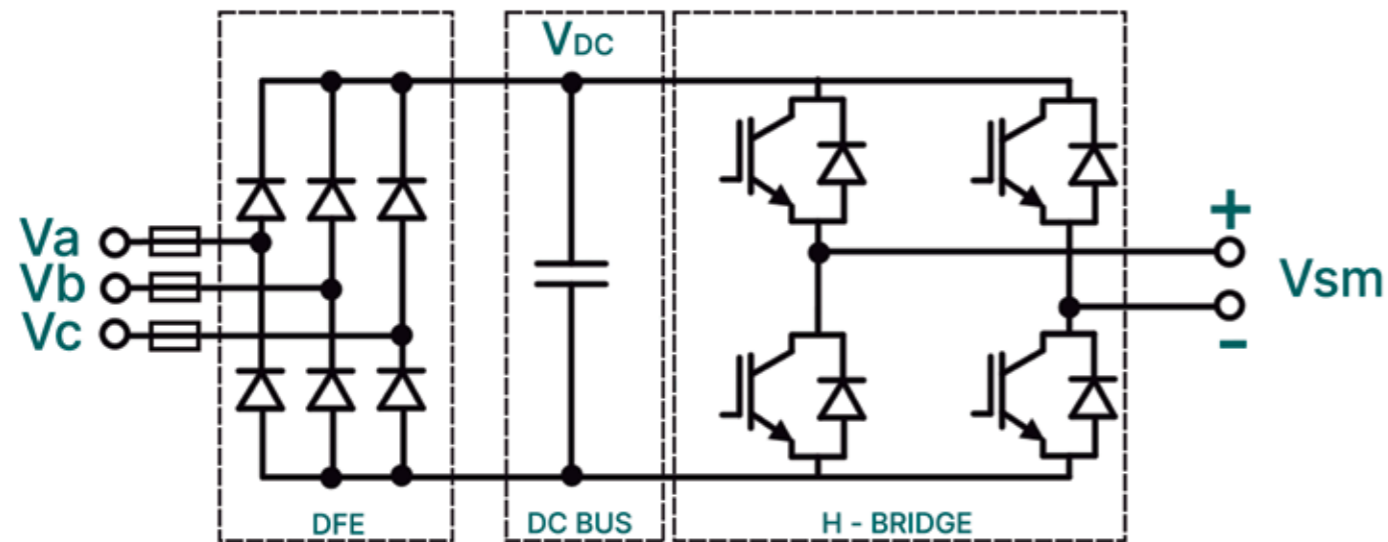 VDC
Va
Vb
Vc
+
Vsm
-
DFE
DC BUS
H - BRIDGE